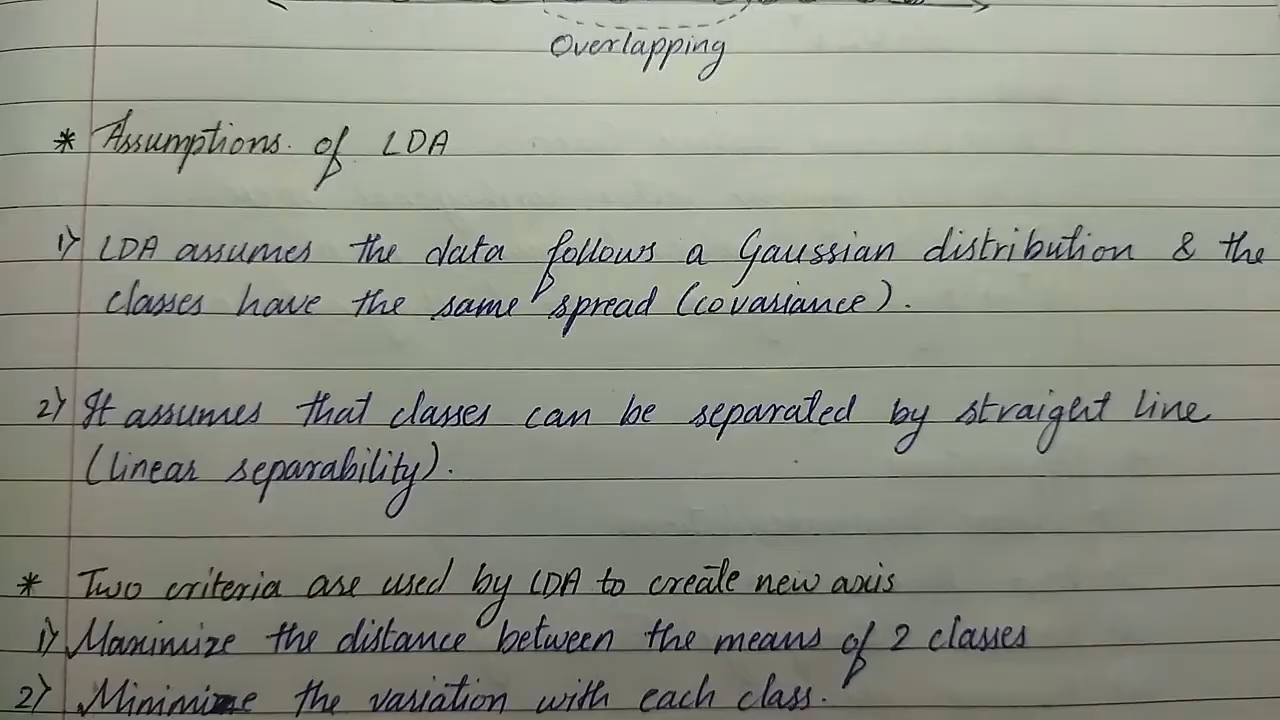 Overlapping
* Assumptions of LDA
1) LDA assumes the data follows a Gaussian distribution & the
classes have the same spread (covariance).
2) It assumes that classes can be separated by straight line
(linear separability).
* Two criteria are used by LDA to create new axis
1) Maximize the distance between the means of 2 classes
2) Minimize the variation with each class.